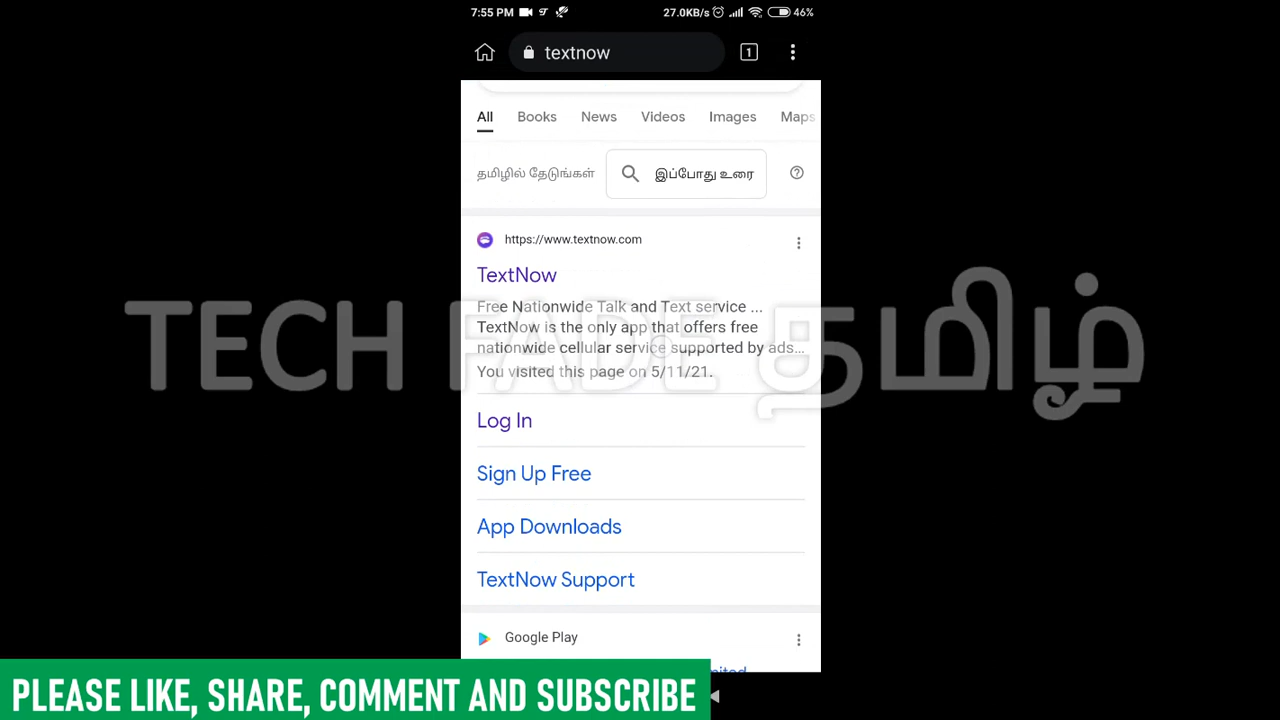 7:55 PM 27.0KB/s 46%
textnow 1
All Books News Videos Images Maps
தமிழில் தேடுங்கள் இப்போது உரை
https://www.textnow.com
TextNow
Free Nationwide Talk and Text service ...
TextNow is the only app that offers free
nationwide cellular service supported by ads...
You visited this page on 5/11/21.
TECH FADE தமிழ்
Log In
Sign Up Free
App Downloads
TextNow Support
Google Play
PLEASE LIKE, SHARE, COMMENT AND SUBSCRIBE